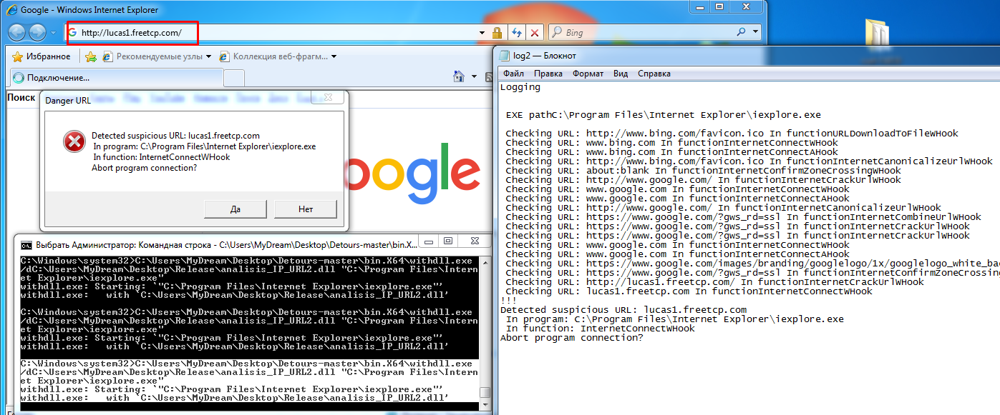 Google - Windows Internet Explorer
http://lucas1.freetcp.com/
Bing
Избранное
Рекомендуемые узлы
Коллекция веб-фрагм...
Подключение...
Поиск
Danger URL
Detected suspicious URL: lucas1.freetcp.com
In program: C:\Program Files\Internet Explorer\iexplore.exe
In function: InternetConnectWHook
Abort program connection?
Да
Нет
oogle
Выбрать Администратор: Командная строка - C:\Users\MyDream\Desktop\Detours-master\bin.X...
C:\Windows\system32>C:\Users\MyDream\Desktop\Detours-master\bin.X64\withdll.exe
/dC:\Users\MyDream\Desktop\Release\analisis_IP_URL2.dll "C:\Program Files\Intern
et Explorer\iexplore.exe"
withdll.exe: Starting: `"C:\Program Files\Internet Explorer\iexplore.exe"'
withdll.exe:   with `C:\Users\MyDream\Desktop\Release\analisis_IP_URL2.dll'
C:\Windows\system32>C:\Users\MyDream\Desktop\Detours-master\bin.X64\withdll.exe
/dC:\Users\MyDream\Desktop\Release\analisis_IP_URL2.dll "C:\Program Files\Intern
et Explorer\iexplore.exe"
withdll.exe: Starting: `"C:\Program Files\Internet Explorer\iexplore.exe"'
withdll.exe:   with `C:\Users\MyDream\Desktop\Release\analisis_IP_URL2.dll'
C:\Windows\system32>C:\Users\MyDream\Desktop\Detours-master\bin.X64\withdll.exe
/dC:\Users\MyDream\Desktop\Release\analisis_IP_URL2.dll "C:\Program Files\Intern
et Explorer\iexplore.exe"
withdll.exe: Starting: `"C:\Program Files\Internet Explorer\iexplore.exe"'
withdll.exe:   with `C:\Users\MyDream\Desktop\Release\analisis_IP_URL2.dll'
log2 — Блокнот
Файл Правка Формат Вид Справка
Logging
EXE pathC:\Program Files\Internet Explorer\iexplore.exe
Checking URL: http://www.bing.com/favicon.ico In functionURLDownloadToFileWHook
Checking URL: www.bing.com In functionInternetConnectWHook
Checking URL: www.bing.com In functionInternetConnectAHook
Checking URL: http://www.bing.com/favicon.ico In functionInternetCanonicalizeUrlWHook
Checking URL: about:blank In functionInternetConfirmZoneCrossingWHook
Checking URL: http://www.google.com/ In functionInternetCrackUrlWHook
Checking URL: www.google.com In functionInternetConnectWHook
Checking URL: www.google.com In functionInternetConnectAHook
Checking URL: http://www.google.com/ In functionInternetCanonicalizeUrlWHook
Checking URL: https://www.google.com/?gws_rd=ssl In functionInternetCombineUrlWHook
Checking URL: https://www.google.com/?gws_rd=ssl In functionInternetCrackUrlWHook
Checking URL: https://www.google.com/?gws_rd=ssl In functionInternetCrackUrlWHook
Checking URL: www.google.com In functionInternetConnectWHook
Checking URL: www.google.com In functionInternetConnectAHook
Checking URL: https://www.google.com/images/branding/googlelogo/1x/googlelogo_white_bac
Checking URL: https://www.google.com/?gws_rd=ssl In functionInternetConfirmZoneCrossing
Checking URL: http://lucas1.freetcp.com/ In functionInternetCrackUrlWHook
Checking URL: lucas1.freetcp.com In functionInternetConnectWHook
!!!
Detected suspicious URL: lucas1.freetcp.com
In program: C:\Program Files\Internet Explorer\iexplore.exe
In function: InternetConnectWHook
Abort program connection?